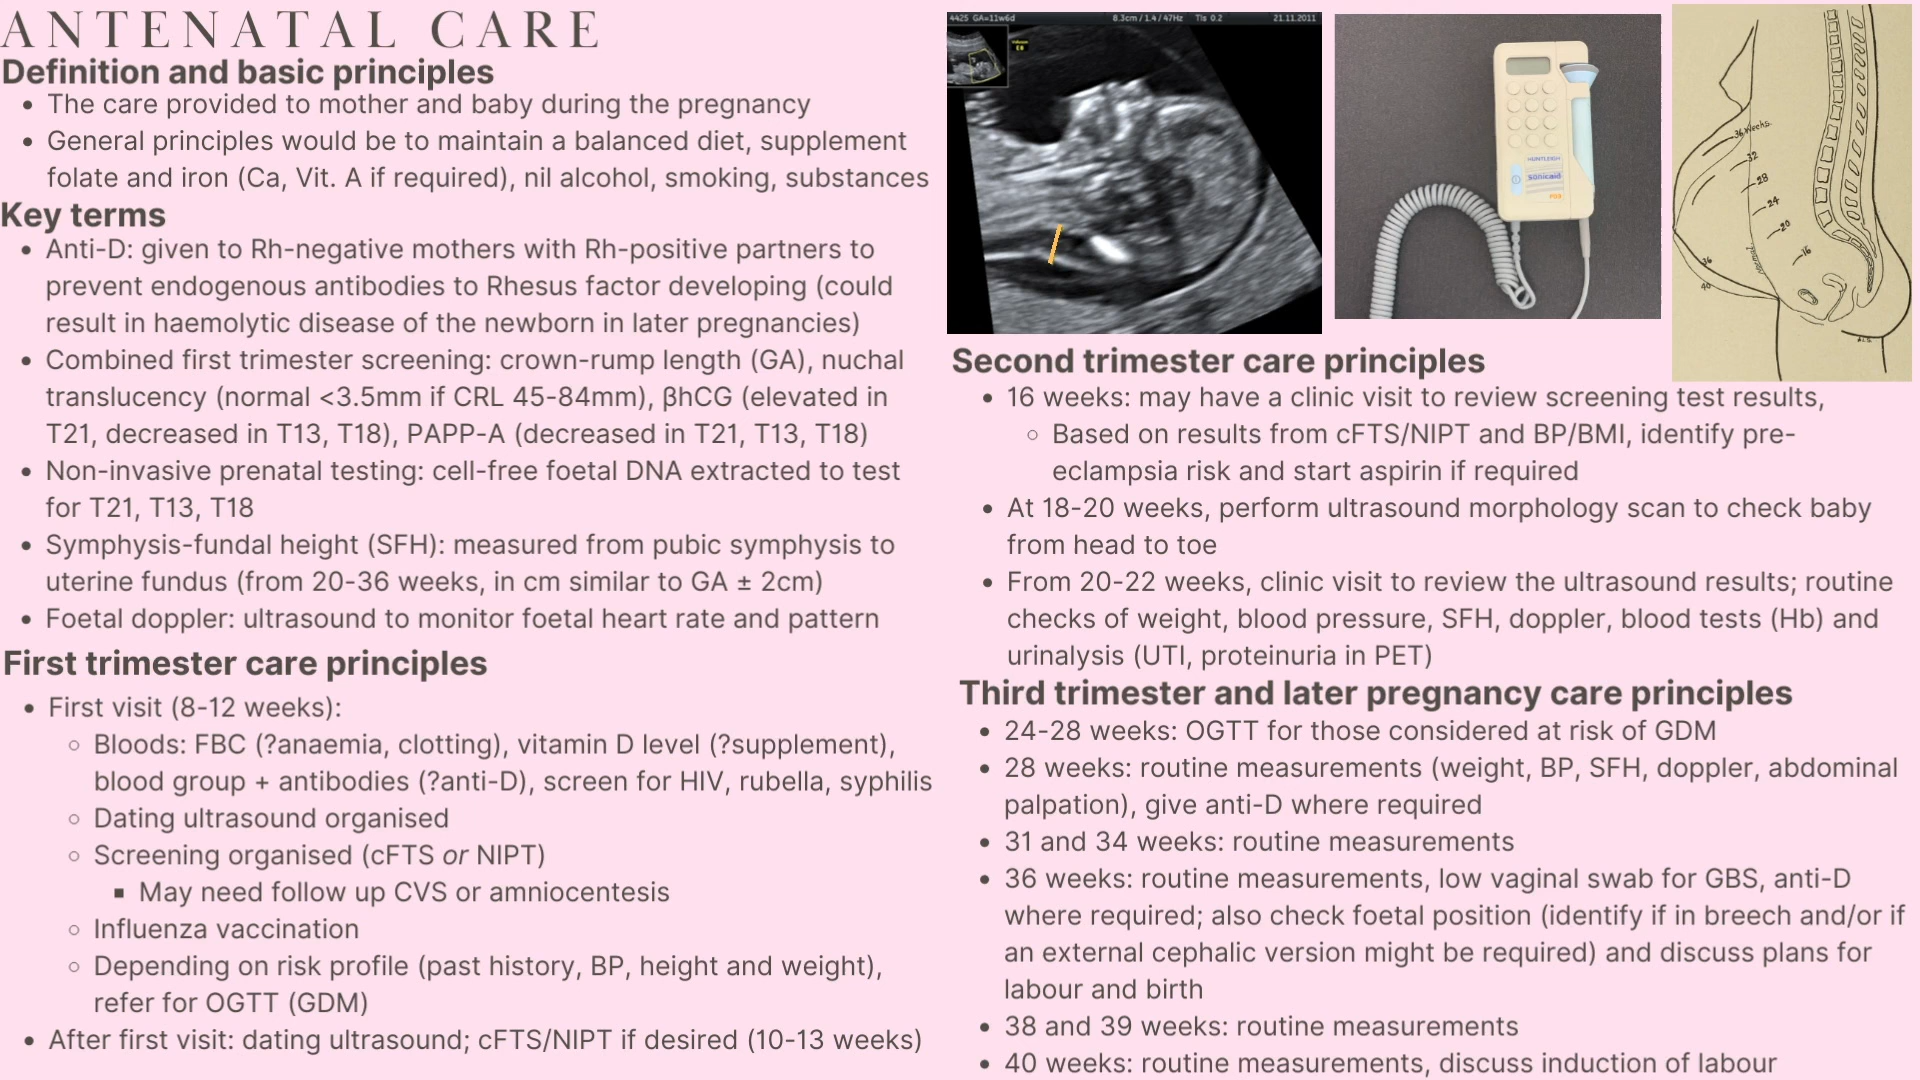 ANTENATAL CARE
Definition and basic principles
• The care provided to mother and baby during the pregnancy
• General principles would be to maintain a balanced diet, supplement
folate and iron (Ca, Vit. A if required), nil alcohol, smoking, substances
Key terms
• Anti-D: given to Rh-negative mothers with Rh-positive partners to
prevent endogenous antibodies to Rhesus factor developing (could
result in haemolytic disease of the newborn in later pregnancies)
• Combined first trimester screening: crown-rump length (GA), nuchal
translucency (normal <3.5mm if CRL 45-84mm), βhCG (elevated in
T21, decreased in T13, T18), PAPP-A (decreased in T21, T13, T18)
• Non-invasive prenatal testing: cell-free foetal DNA extracted to test
for T21, T13, T18
• Symphysis-fundal height (SFH): measured from pubic symphysis to
uterine fundus (from 20-36 weeks, in cm similar to GA ± 2cm)
• Foetal doppler: ultrasound to monitor foetal heart rate and pattern
First trimester care principles
• First visit (8-12 weeks):
○ Bloods: FBC (?anaemia, clotting), vitamin D level (?supplement),
blood group + antibodies (?anti-D), screen for HIV, rubella, syphilis
○ Dating ultrasound organised
○ Screening organised (cFTS or NIPT)
▪ May need follow up CVS or amniocentesis
○ Influenza vaccination
○ Depending on risk profile (past history, BP, height and weight),
refer for OGTT (GDM)
• After first visit: dating ultrasound; cFTS/NIPT if desired (10-13 weeks)
4425 GA=11w6d 8.3cm / 1.4 / 47Hz TIs 0.2 21.11.2011
HUNTLEIGH
sonicaid
36 Weeks.
32
28
24
20
16
36
40
Second trimester care principles
• 16 weeks: may have a clinic visit to review screening test results,
○ Based on results from cFTS/NIPT and BP/BMI, identify pre-
eclampsia risk and start aspirin if required
• At 18-20 weeks, perform ultrasound morphology scan to check baby
from head to toe
• From 20-22 weeks, clinic visit to review the ultrasound results; routine
checks of weight, blood pressure, SFH, doppler, blood tests (Hb) and
urinalysis (UTI, proteinuria in PET)
Third trimester and later pregnancy care principles
• 24-28 weeks: OGTT for those considered at risk of GDM
• 28 weeks: routine measurements (weight, BP, SFH, doppler, abdominal
palpation), give anti-D where required
• 31 and 34 weeks: routine measurements
• 36 weeks: routine measurements, low vaginal swab for GBS, anti-D
where required; also check foetal position (identify if in breech and/or if
an external cephalic version might be required) and discuss plans for
labour and birth
• 38 and 39 weeks: routine measurements
• 40 weeks: routine measurements, discuss induction of labour